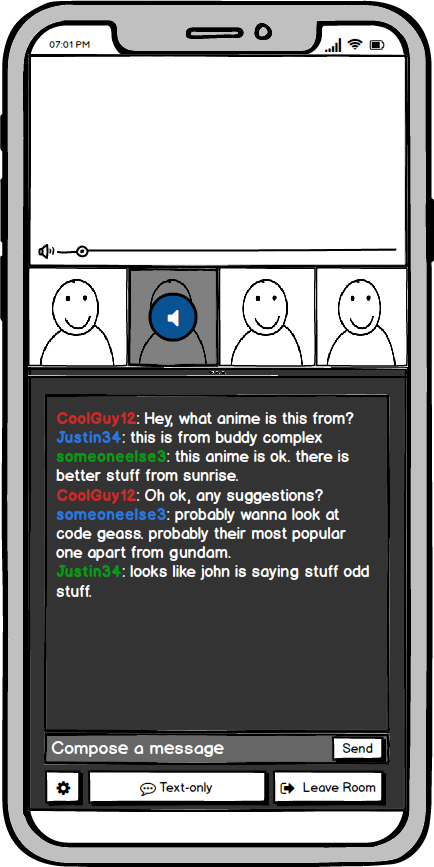 07:01 PM
CoolGuy12: Hey, what anime is this from?
Justin34: this is from buddy complex
someoneelse3: this anime is ok. there is
better stuff from sunrise.
CoolGuy12: Oh ok, any suggestions?
someoneelse3: probably wanna look at
code geass. probably their most popular
one apart from gundam.
Justin34: looks like john is saying stuff odd
stuff.
Compose a message
Send
Text-only
Leave Room